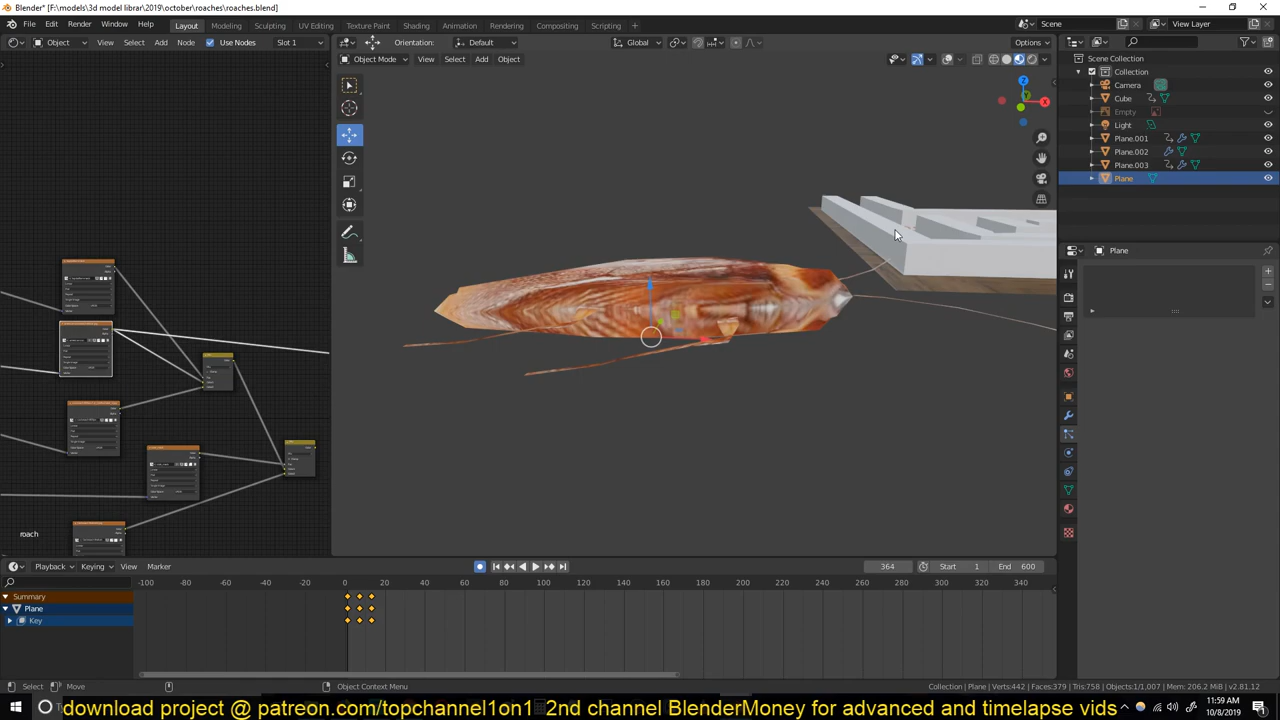 Blender* [F:\models\3d model librar\2019\october\roaches\roaches.blend]
File Edit Render Window Help Layout Modeling Sculpting UV Editing Texture Paint Shading Animation Rendering Compositing Scripting + Scene View Layer
Object View Select Add Node Use Nodes Slot 1 Orientation: Default Global Options
Object Mode View Select Add Object
Scene Collection
Collection
Camera
Cube
Empty
Light
Plane.001
Plane.002
Plane.003
Plane
Z
X
Plane
roach
Playback Keying View Marker 364 Start 1 End 600
-100 -80 -60 -40 -20 0 20 40 60 80 100 120 140 160 180 200 220 240 260 280 300 320 340
Summary
Plane
Key
Select Move Object Context Menu Collection | Plane | Verts:442 | Faces:379 | Tris:758 | Objects:1/1,007 | Mem: 206.2 MiB | v2.81.12
download project @ patreon.com/topchannel1on1 2nd channel BlenderMoney for advanced and timelapse vids
11:59 AM
10/8/2019